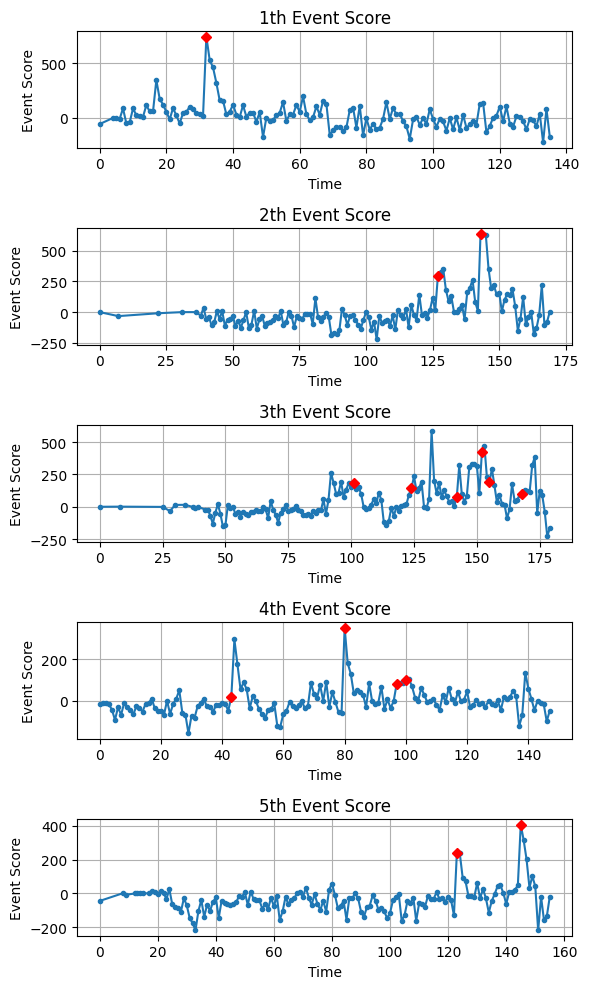 1th Event Score
Event Score
500
0
0 20 40 60 80 100 120 140
Time
2th Event Score
Event Score
500
250
0
−250
0 25 50 75 100 125 150 175
Time
3th Event Score
Event Score
500
250
0
−250
0 25 50 75 100 125 150 175
Time
4th Event Score
Event Score
200
0
0 20 40 60 80 100 120 140
Time
5th Event Score
Event Score
400
200
0
−200
0 20 40 60 80 100 120 140 160
Time